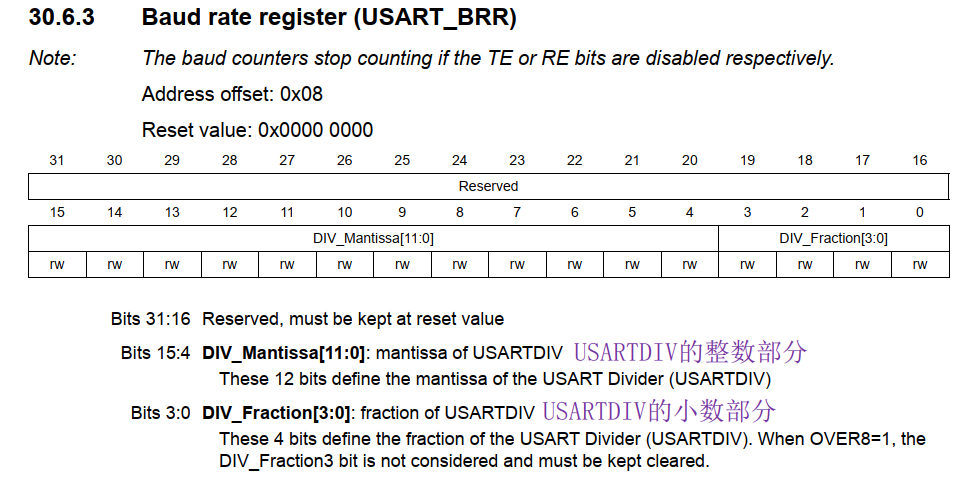 30.6.3 Baud rate register (USART_BRR)
Note: The baud counters stop counting if the TE or RE bits are disabled respectively.
Address offset: 0x08
Reset value: 0x0000 0000
31 30 29 28 27 26 25 24 23 22 21 20 19 18 17 16
Reserved
15 14 13 12 11 10 9 8 7 6 5 4 3 2 1 0
DIV_Mantissa[11:0] DIV_Fraction[3:0]
rw rw rw rw rw rw rw rw rw rw rw rw rw rw rw rw
Bits 31:16 Reserved, must be kept at reset value
Bits 15:4 DIV_Mantissa[11:0]: mantissa of USARTDIV USARTDIV的整数部分
These 12 bits define the mantissa of the USART Divider (USARTDIV)
Bits 3:0 DIV_Fraction[3:0]: fraction of USARTDIV USARTDIV的小数部分
These 4 bits define the fraction of the USART Divider (USARTDIV). When OVER8=1, the
DIV_Fraction3 bit is not considered and must be kept cleared.